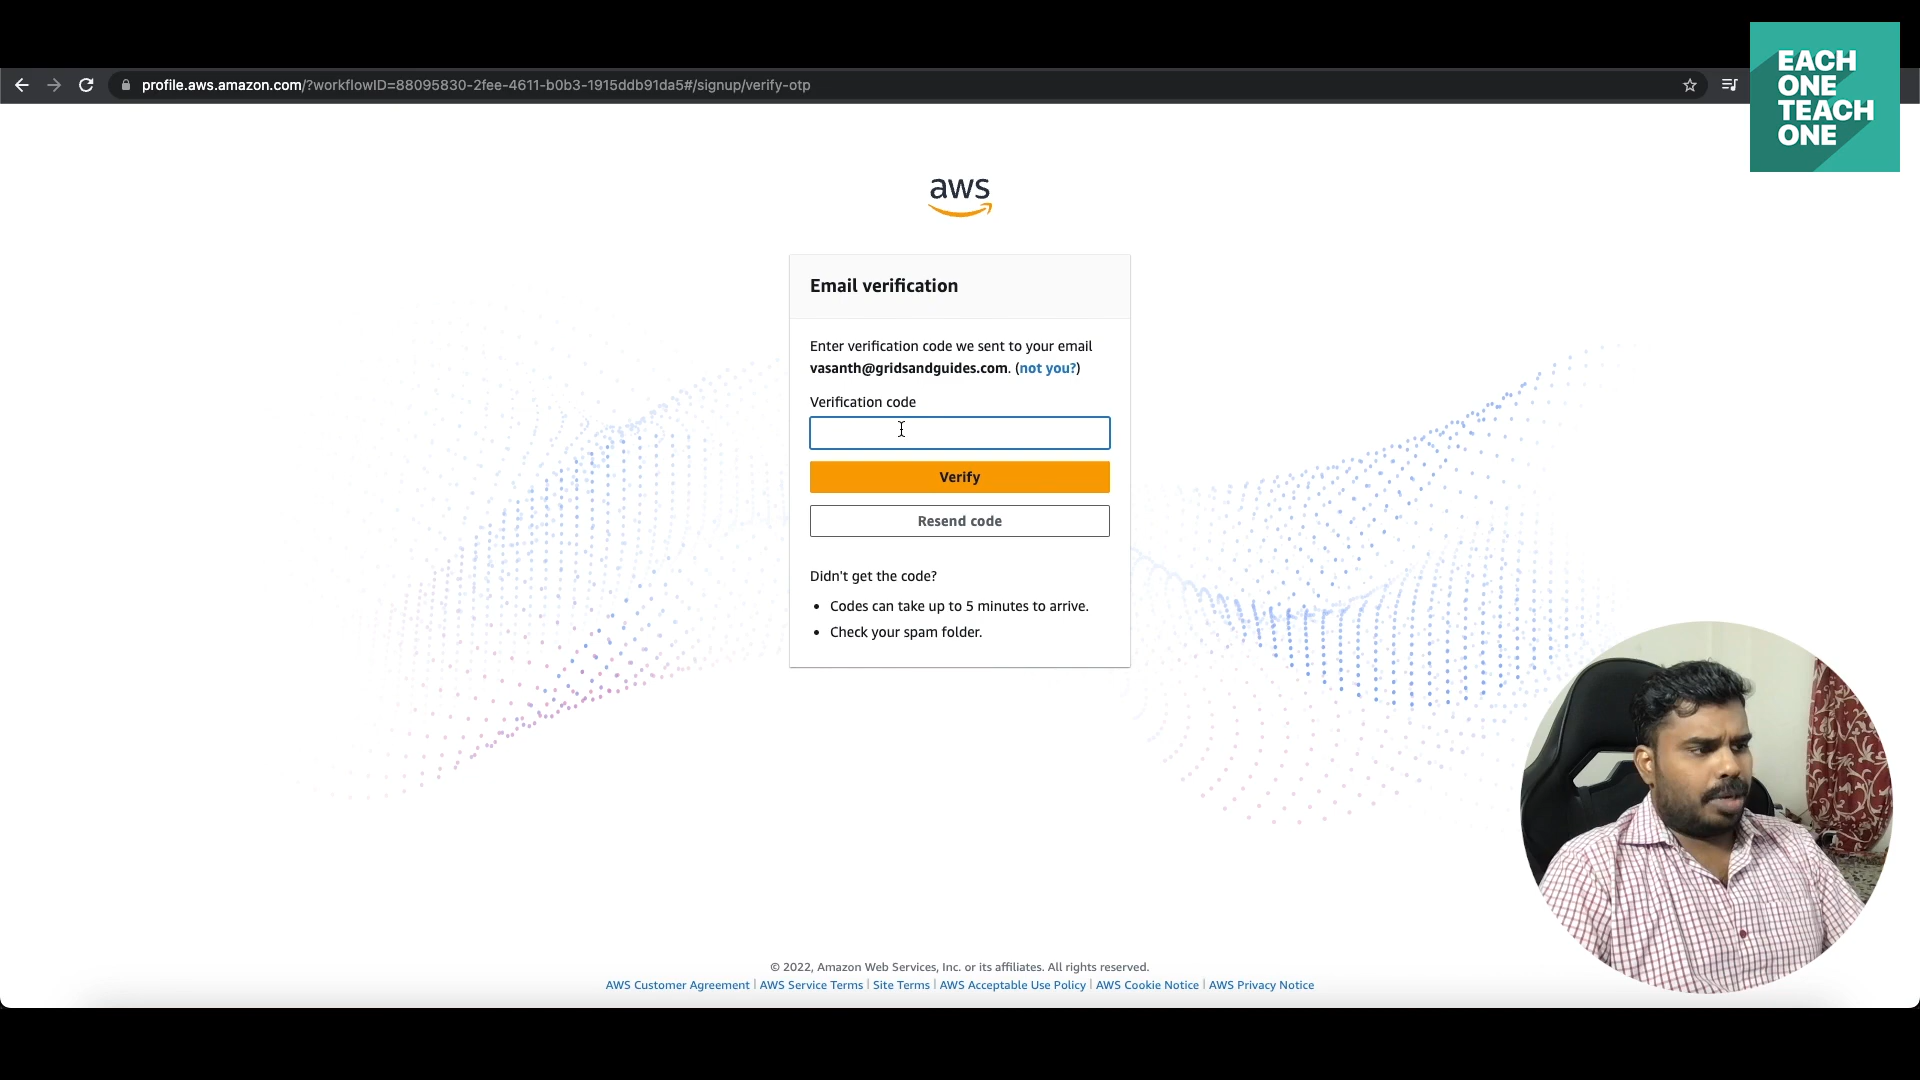 profile.aws.amazon.com/?workflowID=88095830-2fee-4611-b0b3-1915ddb91da5#/signup/verify-otp
EACH
ONE
TEACH
ONE
aws
Email verification
Enter verification code we sent to your email
vasanth@gridsandguides.com. (not you?)
Verification code
Verify
Resend code
Didn't get the code?
• Codes can take up to 5 minutes to arrive.
• Check your spam folder.
© 2022, Amazon Web Services, Inc. or its affiliates. All rights reserved.
AWS Customer Agreement | AWS Service Terms | Site Terms | AWS Acceptable Use Policy | AWS Cookie Notice | AWS Privacy Notice